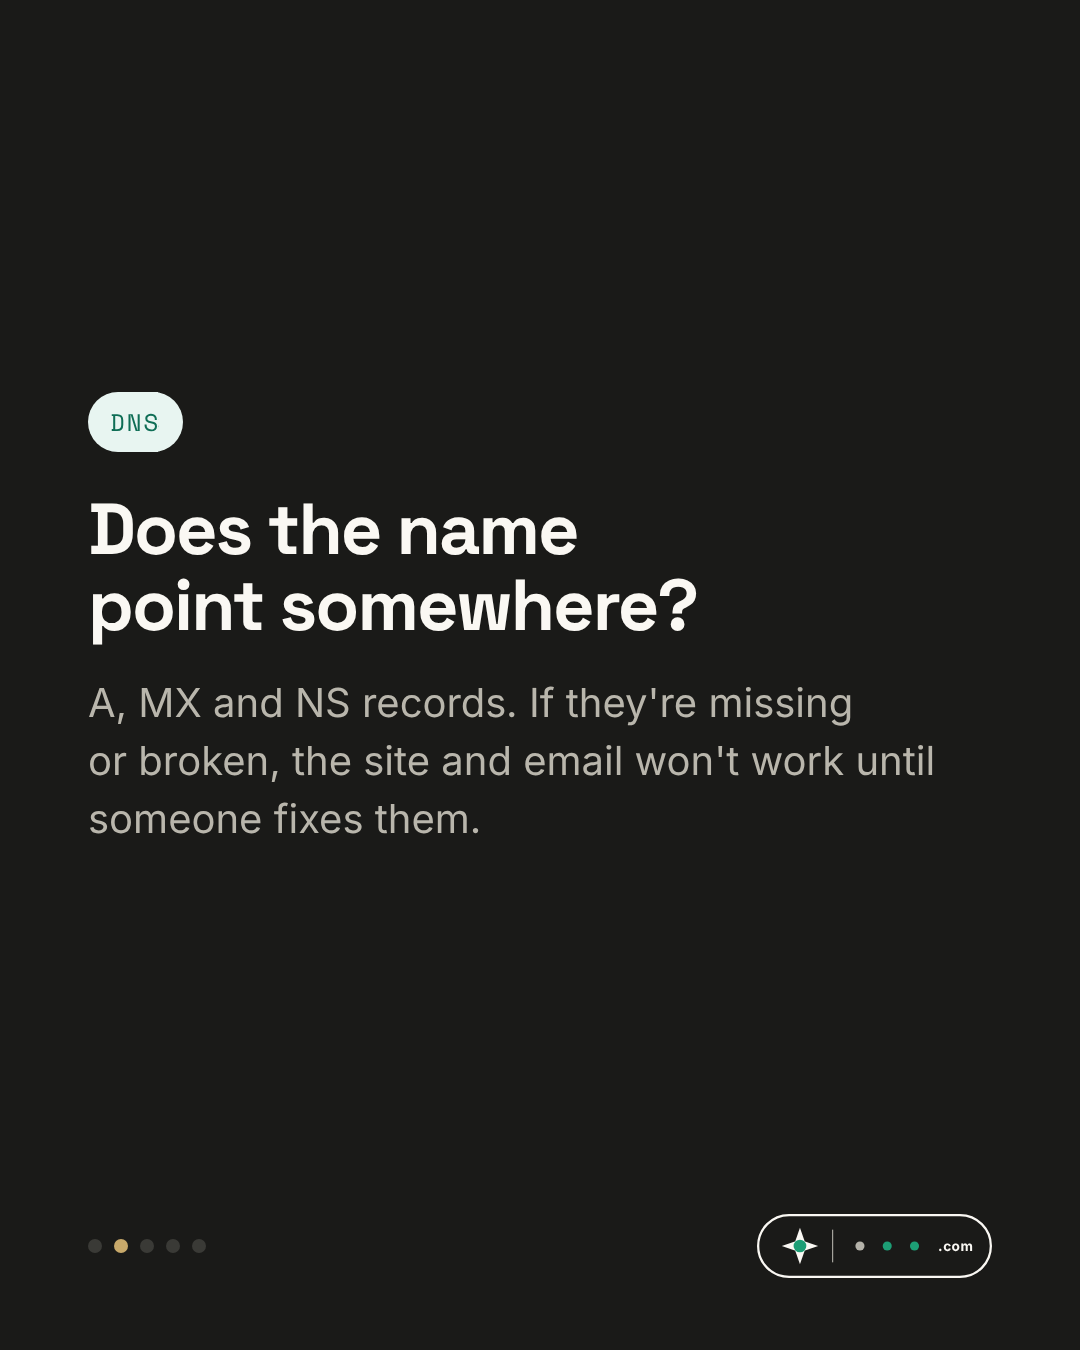 DNS
Does the name
point somewhere?
A, MX and NS records. If they're missing
or broken, the site and email won't work until
someone fixes them.
.com